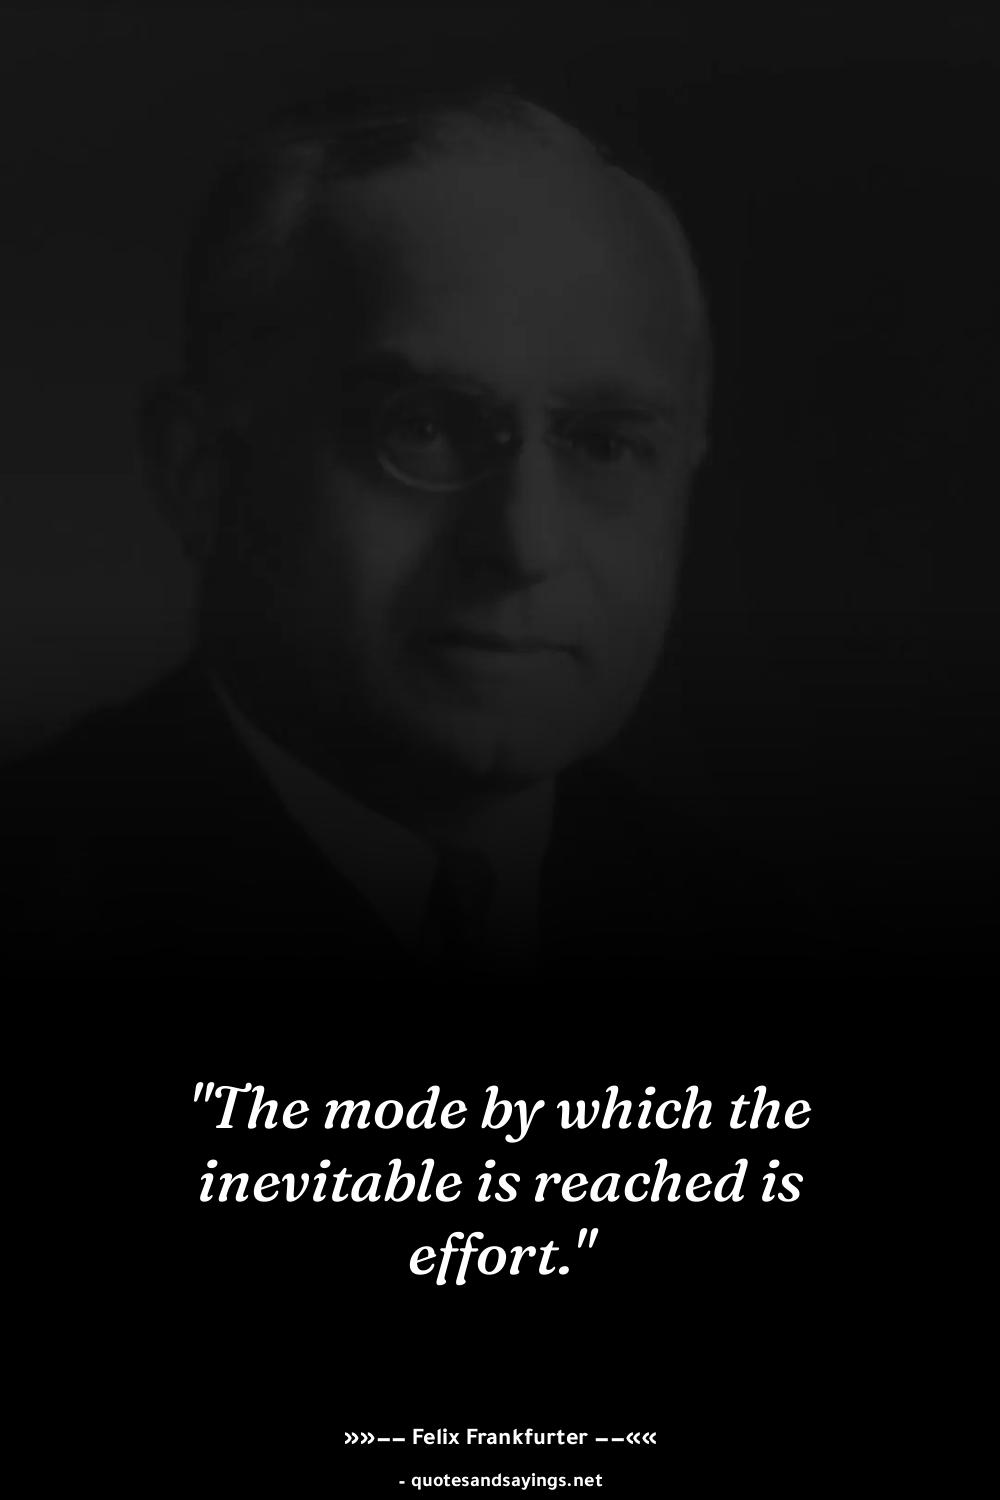 "The mode by which the
inevitable is reached is
effort."
»»–– Felix Frankfurter ––««
- quotesandsayings.net